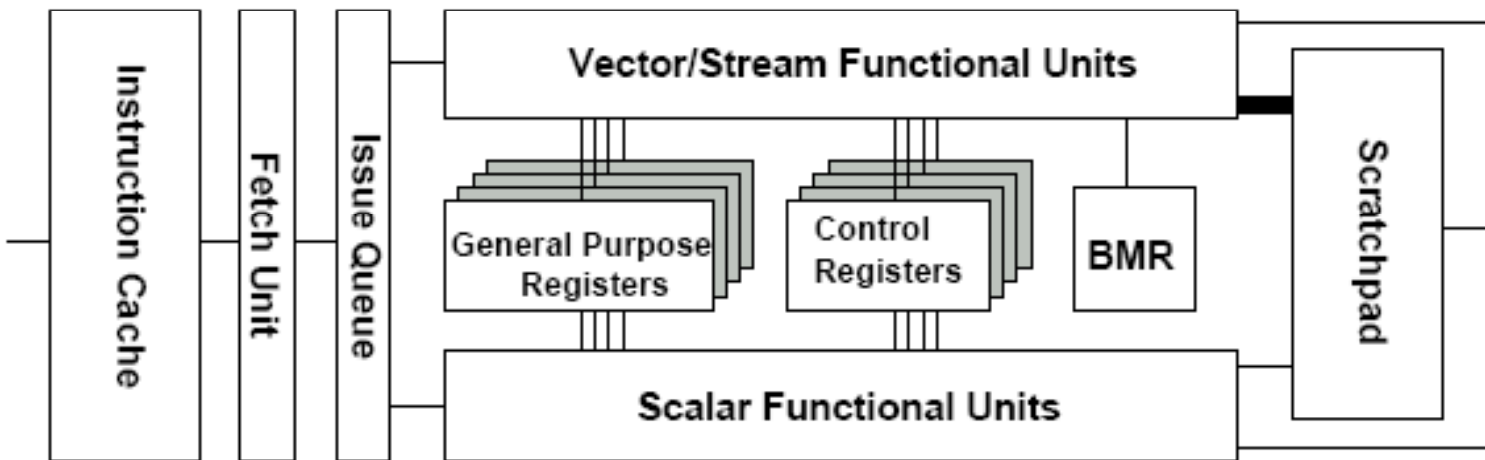 Instruction Cache
Fetch Unit
Issue Queue
Vector/Stream Functional Units
General Purpose
Registers
Control
Registers
BMR
Scalar Functional Units
Scratchpad